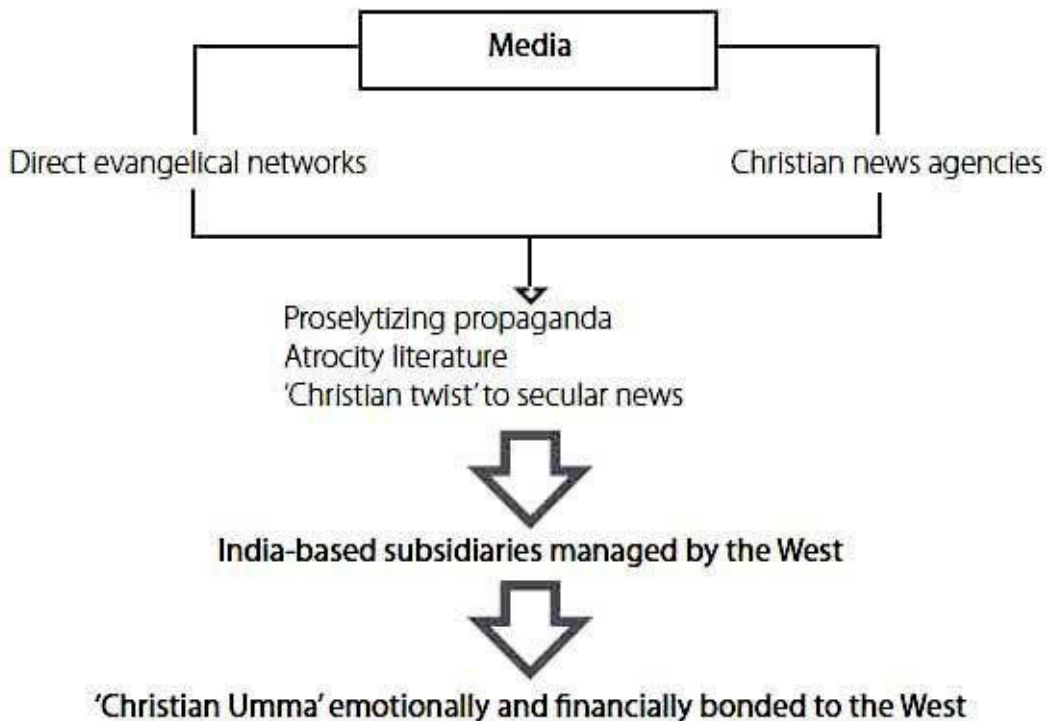 Media
Direct evangelical networks
Christian news agencies
Proselytizing propaganda
Atrocity literature
‘Christian twist’ to secular news
India-based subsidiaries managed by the West
‘Christian Umma’ emotionally and financially bonded to the West